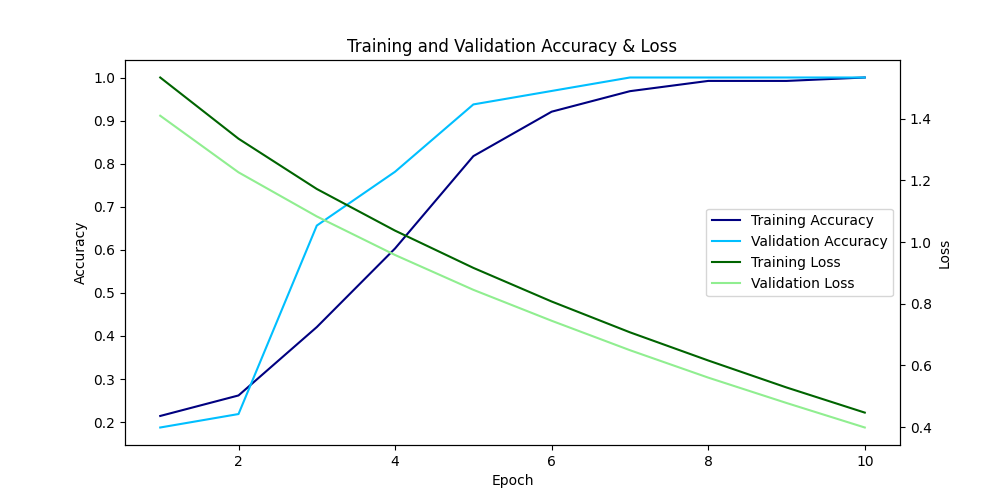 Training and Validation Accuracy & Loss
1.0
0.9
0.8
0.7
0.6
0.5
0.4
0.3
0.2
Accuracy
1.4
1.2
1.0
0.8
0.6
0.4
Loss
Training Accuracy
Validation Accuracy
Training Loss
Validation Loss
2 4 6 8 10
Epoch